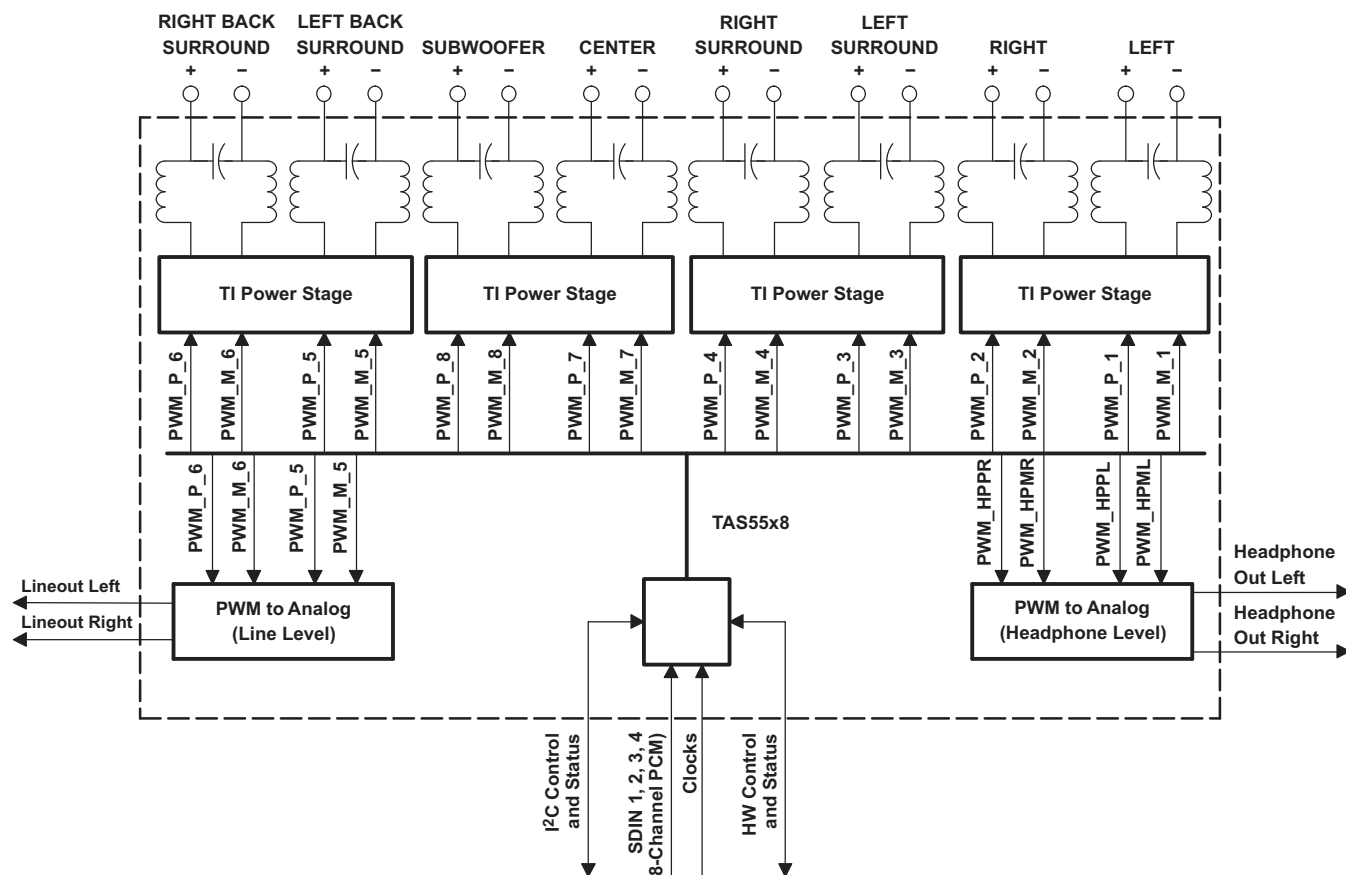 RIGHT BACK
SURROUND
LEFT BACK
SURROUND
SUBWOOFER
CENTER
RIGHT
SURROUND
LEFT
SURROUND
RIGHT
LEFT
+ − + − + − + − + − + − + − + −
TI Power Stage
TI Power Stage
TI Power Stage
TI Power Stage
PWM_P_6
PWM_M_6
PWM_P_5
PWM_M_5
PWM_P_8
PWM_M_8
PWM_P_7
PWM_M_7
PWM_P_4
PWM_M_4
PWM_P_3
PWM_M_3
PWM_P_2
PWM_M_2
PWM_P_1
PWM_M_1
PWM_P_6
PWM_M_6
PWM_P_5
PWM_M_5
PWM_HPPR
PWM_HPMR
PWM_HPPL
PWM_HPML
TAS55x8
Lineout Left
Lineout Right
PWM to Analog
(Line Level)
PWM to Analog
(Headphone Level)
Headphone
Out Left
Headphone
Out Right
I²C Control
and Status
SDIN 1, 2, 3, 4
8-Channel PCM)
Clocks
HW Control
and Status